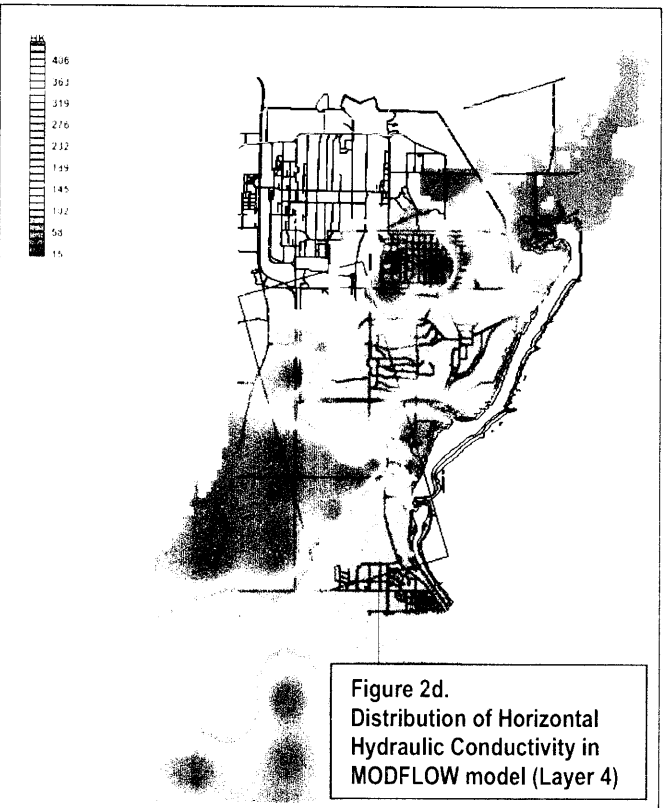 HK
406
363
319
276
232
189
145
102
58
15
Figure 2d.
Distribution of Horizontal
Hydraulic Conductivity in
MODFLOW model (Layer 4)